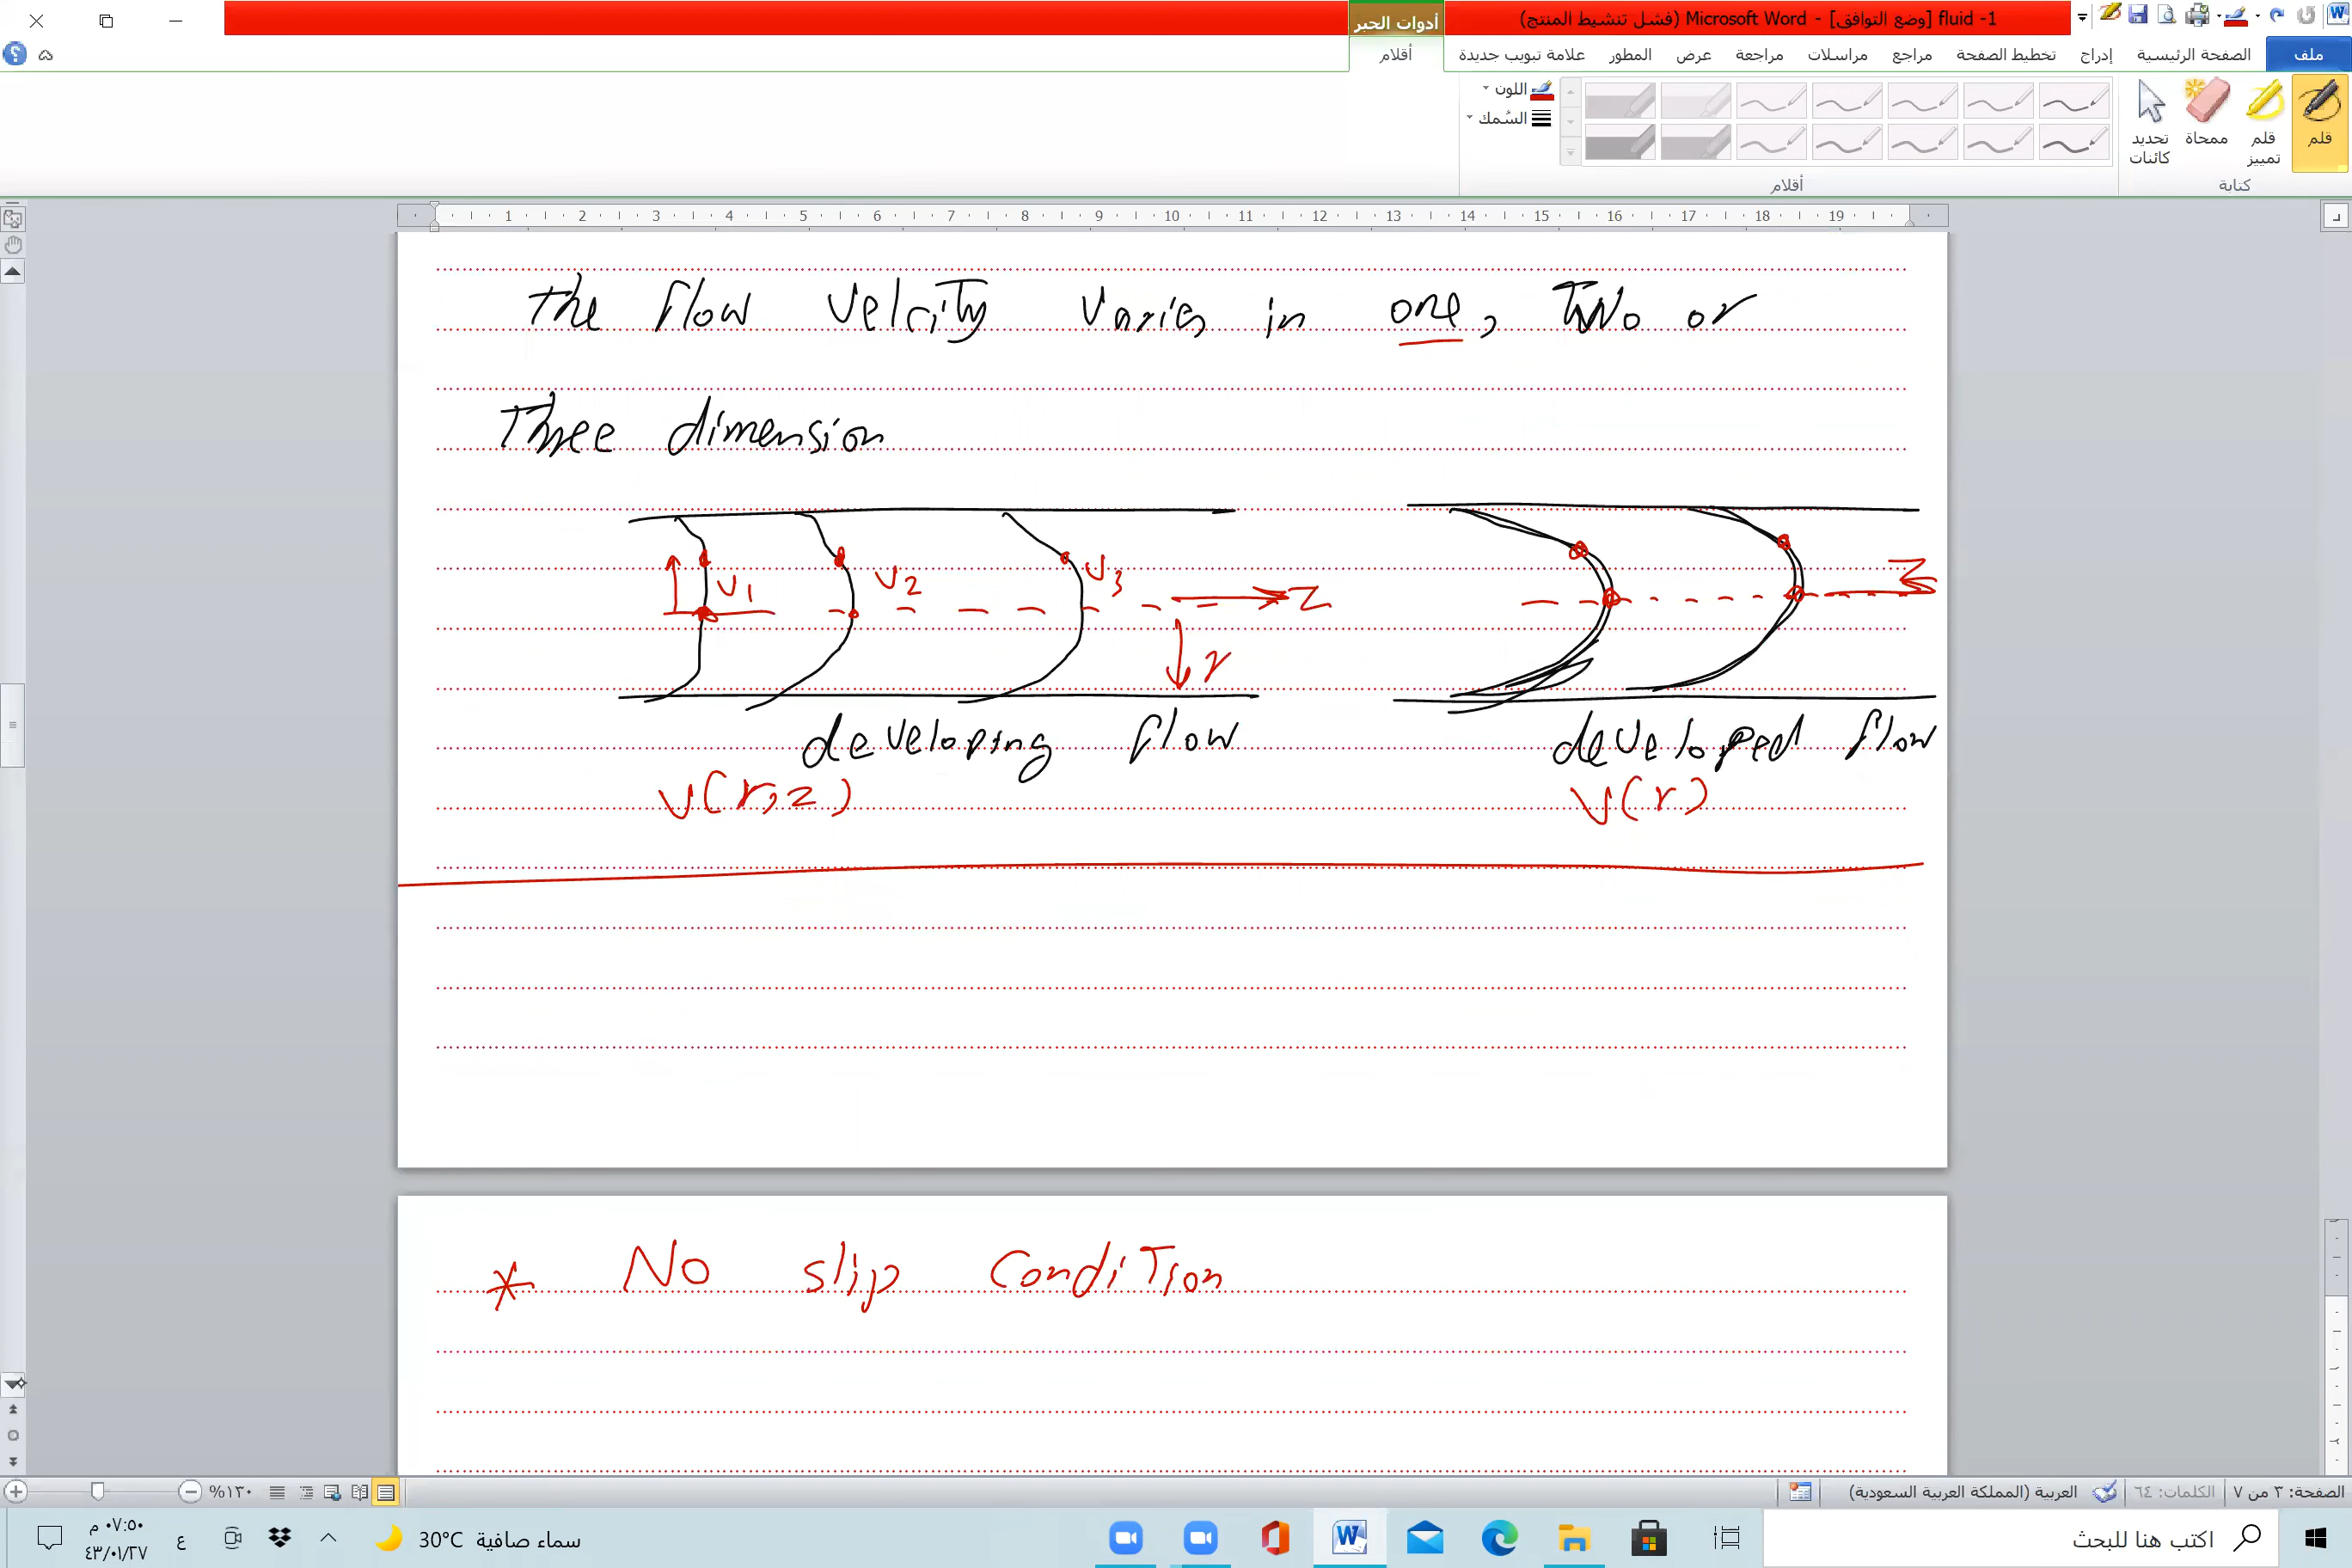 fluid -1 [وضع التوافق] - Microsoft Word (فشل تنشيط المنتج)
أدوات الحبر
ملف
الصفحة الرئيسية
إدراج
تخطيط الصفحة
مراجع
مراسلات
مراجعة
عرض
المطور
علامة تبويب جديدة
أقلام
قلم
قلم تمييز
ممحاة
تحديد كائنات
اللون
السُمك
كتابة
أقلام
1 2 3 4 5 6 7 8 9 10 11 12 13 14 15 16 17 18 19
The flow velcity varies in one, Two or
Three dimension
V1
V2
V3
Z
r
Z
developing flow
developed flow
V(r,z)
V(r)
* No slip condiTion
الصفحة: ٣ من ٧
الكلمات: ٦٤
العربية (المملكة العربية السعودية)
%١٣٠
اكتب هنا للبحث
30°C سماء صافية
ع
٠٧:٥٠ م
٤٣/٠١/٢٧